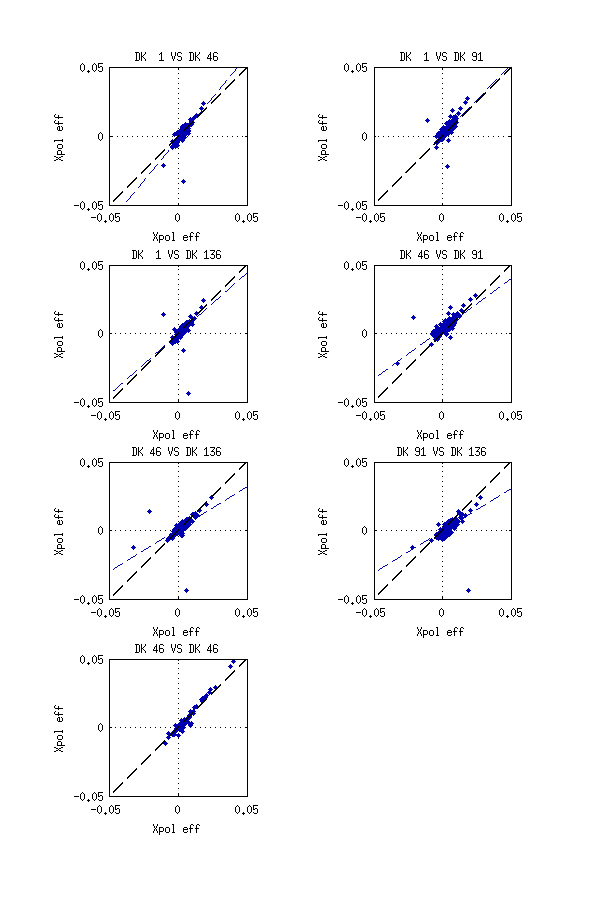 DK 1 VS DK 46
0.05
0
-0.05
Xpol eff
-0.05 0 0.05
Xpol eff
DK 1 VS DK 91
0.05
0
-0.05
Xpol eff
-0.05 0 0.05
Xpol eff
DK 1 VS DK 136
0.05
0
-0.05
Xpol eff
-0.05 0 0.05
Xpol eff
DK 46 VS DK 91
0.05
0
-0.05
Xpol eff
-0.05 0 0.05
Xpol eff
DK 46 VS DK 136
0.05
0
-0.05
Xpol eff
-0.05 0 0.05
Xpol eff
DK 91 VS DK 136
0.05
0
-0.05
Xpol eff
-0.05 0 0.05
Xpol eff
DK 46 VS DK 46
0.05
0
-0.05
Xpol eff
-0.05 0 0.05
Xpol eff